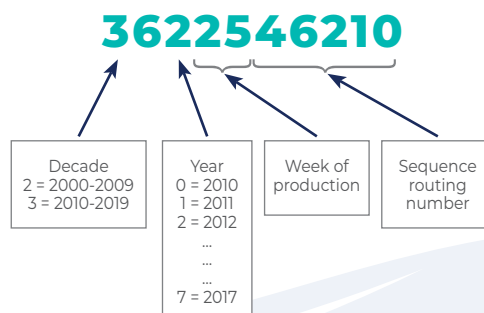 3622546210
Decade
2 = 2000-2009
3 = 2010-2019
Year
0 = 2010
1 = 2011
2 = 2012
...
...
...
7 = 2017
Week of
production
Sequence
routing
number